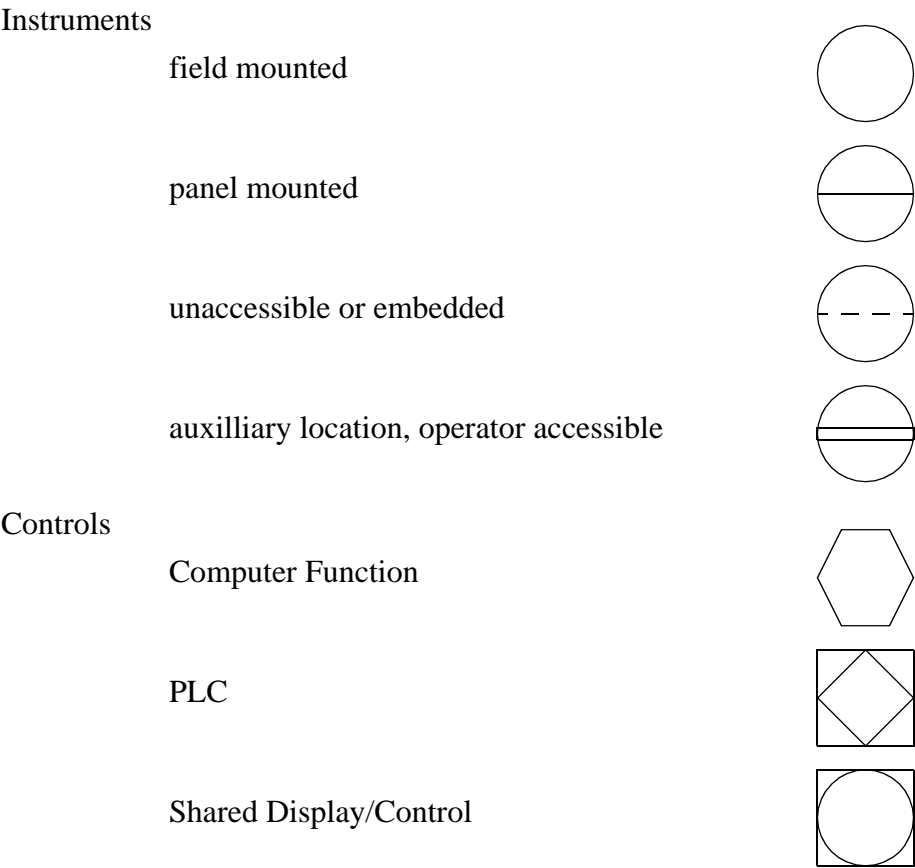 Instruments
field mounted
panel mounted
unaccessible or embedded
auxilliary location, operator accessible
Controls
Computer Function
PLC
Shared Display/Control